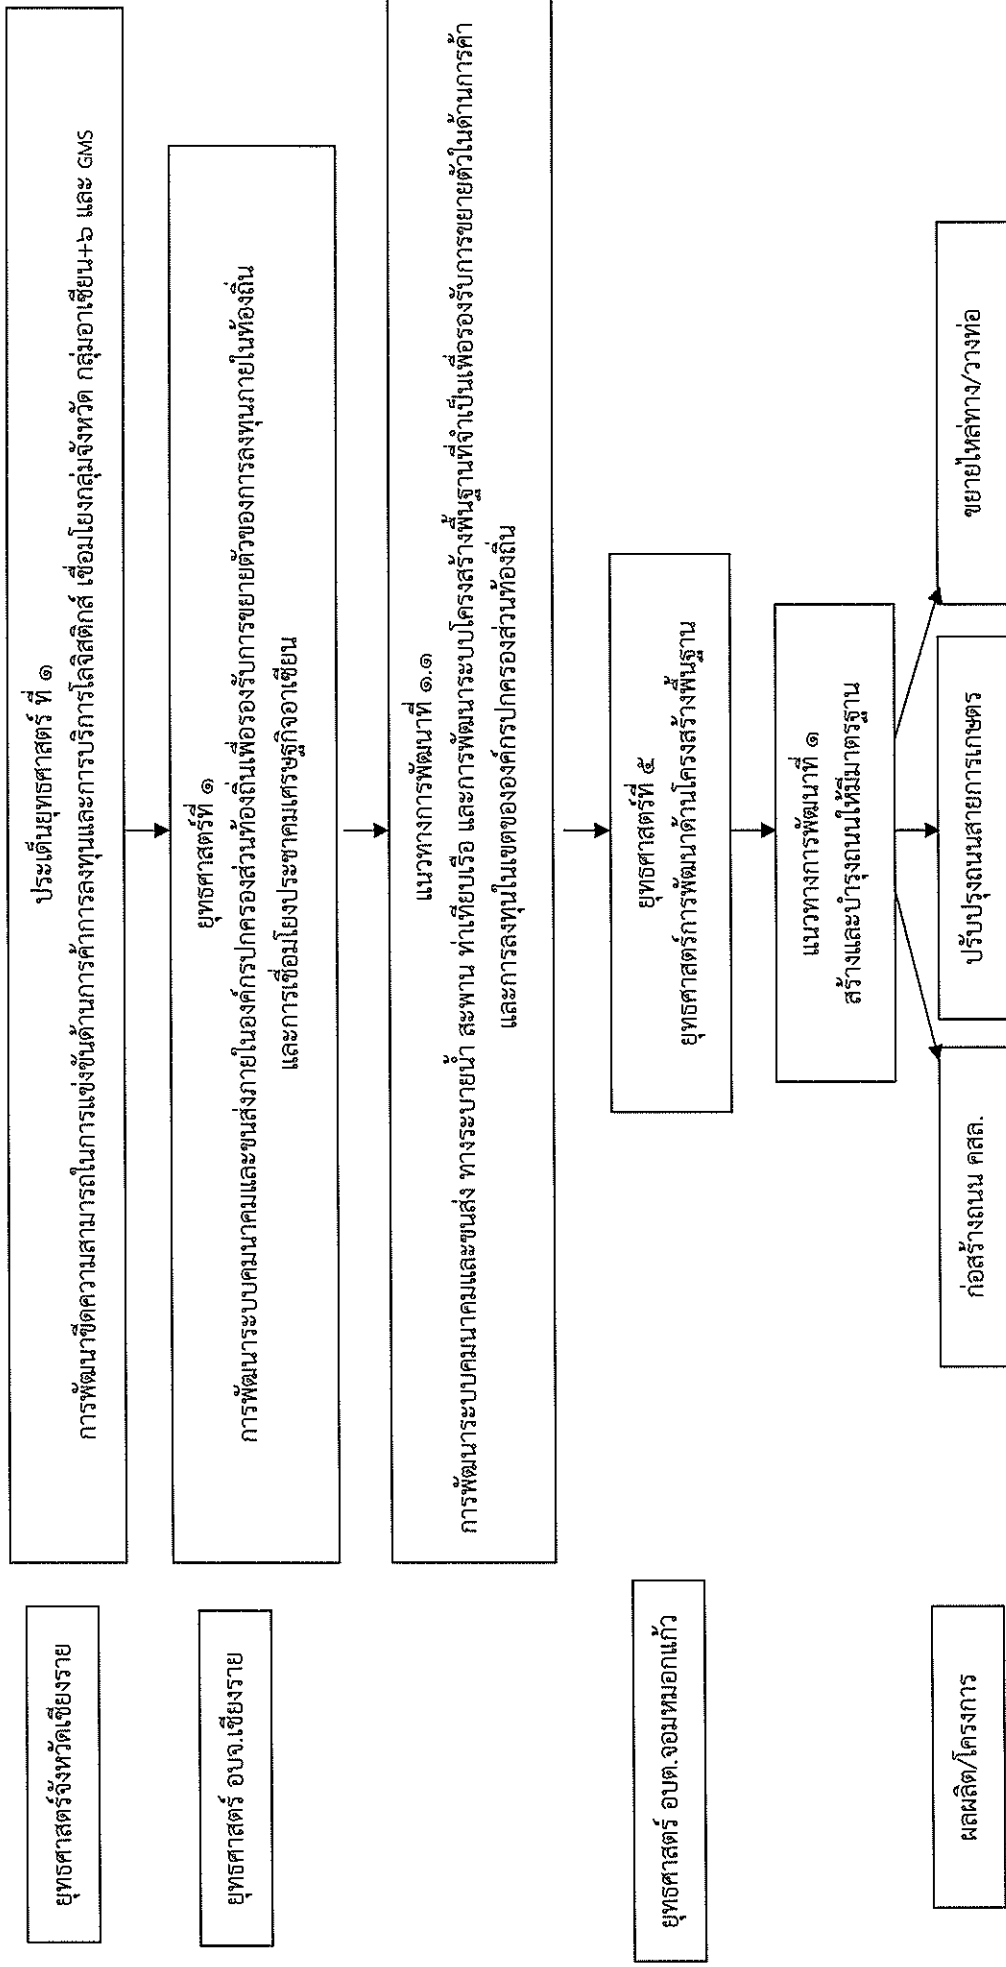 ยุทธศาสตร์จังหวัดเชียงราย
ประเด็นยุทธศาสตร์ ที่ ๑
การพัฒนาขีดความสามารถในการแข่งขันด้านการค้าการลงทุนและการบริการโลจิสติกส์ เชื่อมโยงกลุ่มจังหวัด กลุ่มอาเซียน+๖ และ GMS
ยุทธศาสตร์ อบจ.เชียงราย
ยุทธศาสตร์ที่ ๑
การพัฒนาระบบคมนาคมและขนส่งภายในองค์กรปกครองส่วนท้องถิ่นเพื่อรองรับการขยายตัวของการลงทุนภายในท้องถิ่น
และการเชื่อมโยงประชาคมเศรษฐกิจอาเซียน
แนวทางการพัฒนาที่ ๑.๑
การพัฒนาระบบคมนาคมและขนส่ง ทางระบายน้ำ สะพาน ท่าเทียบเรือ และการพัฒนาระบบโครงสร้างพื้นฐานที่จำเป็นเพื่อรองรับการขยายตัวในด้านการค้า
และการลงทุนในเขตขององค์กรปกครองส่วนท้องถิ่น
ยุทธศาสตร์ อบต.จอมหมอกแก้ว
ยุทธศาสตร์ที่ ๕
ยุทธศาสตร์การพัฒนาด้านโครงสร้างพื้นฐาน
แนวทางการพัฒนาที่ ๑
สร้างและบำรุงถนนให้มีมาตรฐาน
ผลผลิต/โครงการ
ก่อสร้างถนน คสล.
ปรับปรุงถนนสายการเกษตร
ขยายไหล่ทาง/วางท่อ